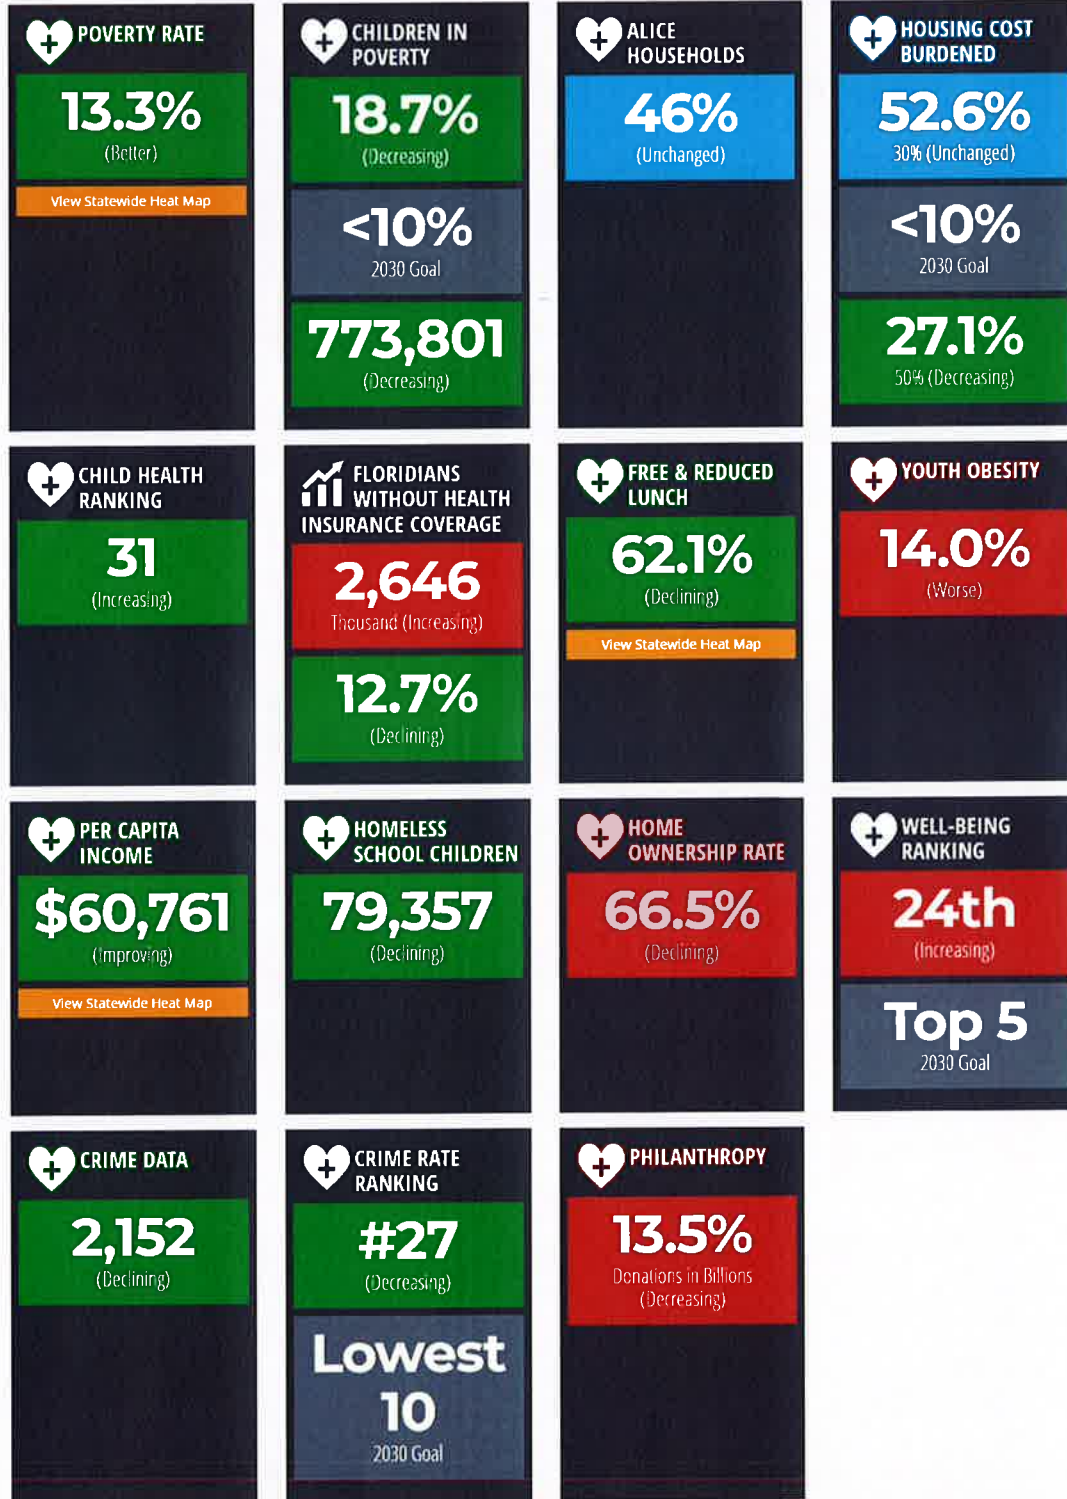 POVERTY RATE
13.3%
(Better)
View Statewide Heat Map
CHILDREN IN
POVERTY
18.7%
(Decreasing)
<10%
2030 Goal
773,801
(Decreasing)
ALICE
HOUSEHOLDS
46%
(Unchanged)
HOUSING COST
BURDENED
52.6%
30% (Unchanged)
<10%
2030 Goal
27.1%
50% (Decreasing)
CHILD HEALTH
RANKING
31
(Increasing)
FLORIDIANS
WITHOUT HEALTH
INSURANCE COVERAGE
2,646
Thousand (Increasing)
12.7%
(Declining)
FREE & REDUCED
LUNCH
62.1%
(Declining)
View Statewide Heat Map
YOUTH OBESITY
14.0%
(Worse)
PER CAPITA
INCOME
$60,761
(Improving)
View Statewide Heat Map
HOMELESS
SCHOOL CHILDREN
79,357
(Declining)
HOME
OWNERSHIP RATE
66.5%
(Declining)
WELL-BEING
RANKING
24th
(Increasing)
Top 5
2030 Goal
CRIME DATA
2,152
(Declining)
CRIME RATE
RANKING
#27
(Decreasing)
Lowest
10
2030 Goal
PHILANTHROPY
13.5%
Donations in Billions
(Decreasing)